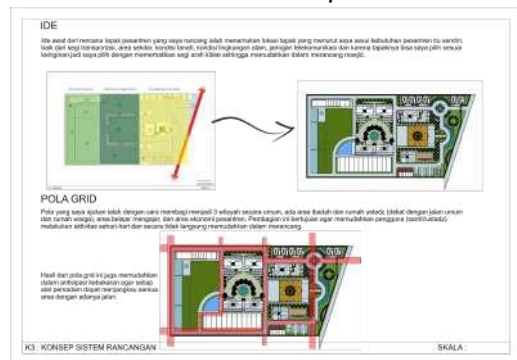 IDE
Ide awal dari rencana tapak pesantren yang saya rancang ialah menentukan lokasi tapak yang menurut saya sesuai kebutuhan pesantren itu sendiri,
baik dari segi transportasi, area sekitar, kondisi tanah, kondisi lingkungan alam, jaringan telekomunikasi dan karena tapaknya bisa saya pilih sesuai
keinginan jadi saya pilih dengan memerhatikan segi arah kiblat sehingga memudahkan dalam merancang masjid.
POLA GRID
Pola yang saya ajukan ialah dengan cara membagi menjadi 3 wilayah secara umum, ada area ibadah dan rumah ustadz (dekat dengan jalan umum
dan rumah warga), area belajar mengajar, dan area ekonomi pesantren. Pembagian ini bertujuan agar memudahkan pengguna (santri/ustadz)
melakukan aktivitas sehari-hari dan secara tidak langsung memudahkan dalam merancang.
Hasil dari pola grid ini juga memudahkan
dalam antisipasi kebakaran agar setiap
alat pemadam dapat menjangkau semua
area dengan adanya jalan.
K3 : KONSEP SISTEM RANCANGAN
SKALA :